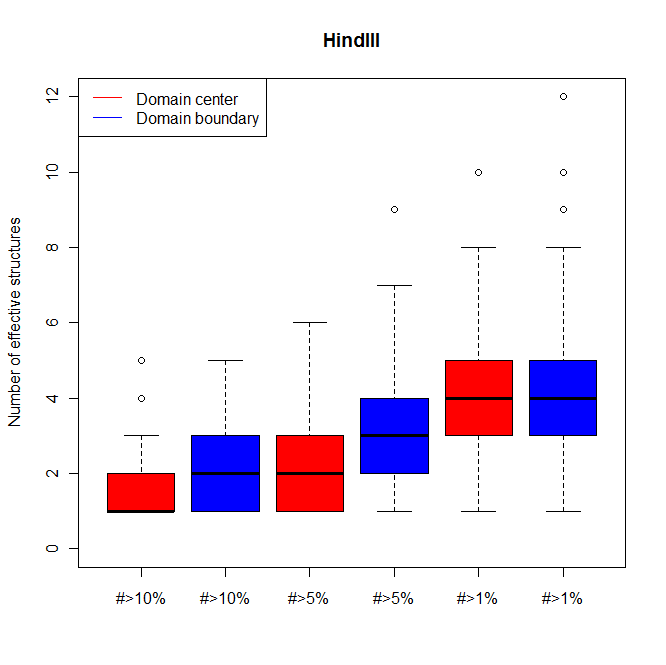 HindIII
Domain center
Domain boundary
Number of effective structures
12
10
8
6
4
2
0
#>10% #>10% #>5% #>5% #>1% #>1%